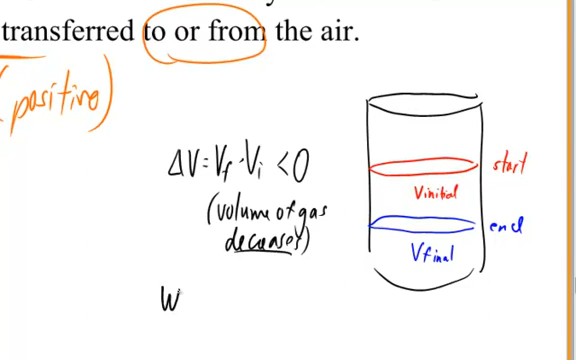 transferred to or from the air.
(positive)
ΔV = Vf - Vi < 0
(volume of gas
decreases)
start
Vinitial
end
Vfinal
W